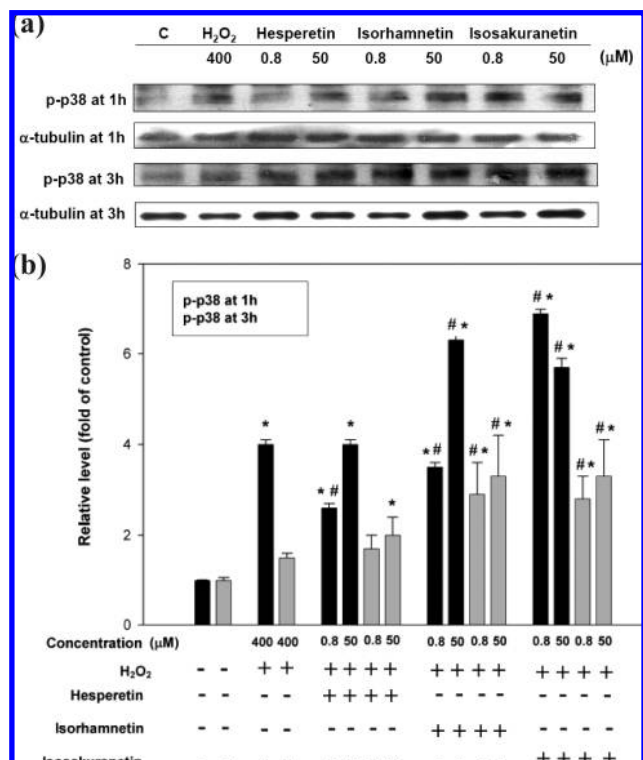 (a)
C H₂O₂ Hesperetin Isorhamnetin Isosakuranetin
400 0.8 50 0.8 50 0.8 50 (μM)
p-p38 at 1h
α-tubulin at 1h
p-p38 at 3h
α-tubulin at 3h
(b)
8
p-p38 at 1h
p-p38 at 3h
# * # *
6
* *
4
* # * # # * # * # * # *
*
2
0
Relative level (fold of control)
Concentration (μM) 400 400 0.8 50 0.8 50 0.8 50 0.8 50 0.8 50 0.8 50
H₂O₂ - - + + + + + + + + + + + + + +
Hesperetin - - - - + + + + - - - - - - - -
Isorhamnetin - - - - - - - - + + + + - - - -
Isosakuranetin + + + +